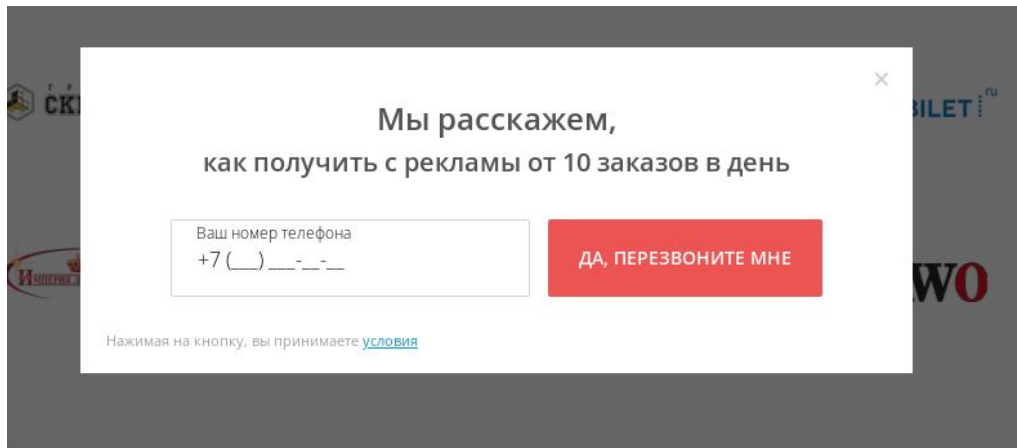 Мы расскажем,
как получить с рекламы от 10 заказов в день
Ваш номер телефона
+7 (___) ___-__-__
ДА, ПЕРЕЗВОНИТЕ МНЕ
Нажимая на кнопку, вы принимаете условия